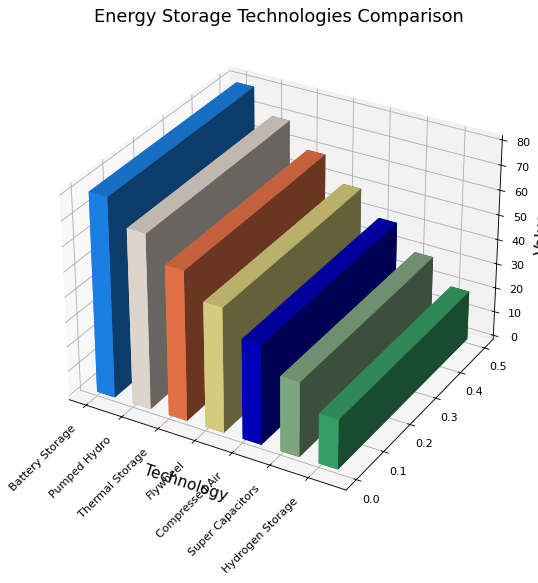 Energy Storage Technologies Comparison
80
70
60
50
40
30
20
10
0
0.5
0.4
0.3
0.2
0.1
0.0
Battery Storage
Pumped Hydro
Thermal Storage
Flywheel
Compressed Air
Super Capacitors
Hydrogen Storage
Technology